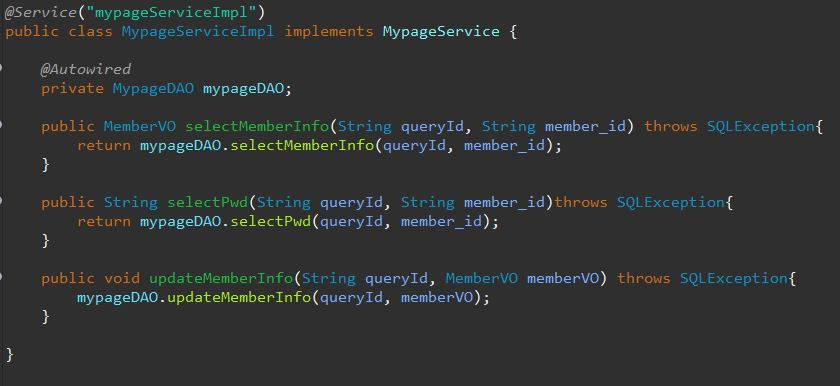 @Service("mypageServiceImpl")
public class MypageServiceImpl implements MypageService {
@Autowired
private MypageDAO mypageDAO;
public MemberVO selectMemberInfo(String queryId, String member_id) throws SQLException{
return mypageDAO.selectMemberInfo(queryId, member_id);
}
public String selectPwd(String queryId, String member_id)throws SQLException{
return mypageDAO.selectPwd(queryId, member_id);
}
public void updateMemberInfo(String queryId, MemberVO memberVO) throws SQLException{
mypageDAO.updateMemberInfo(queryId, memberVO);
}
}